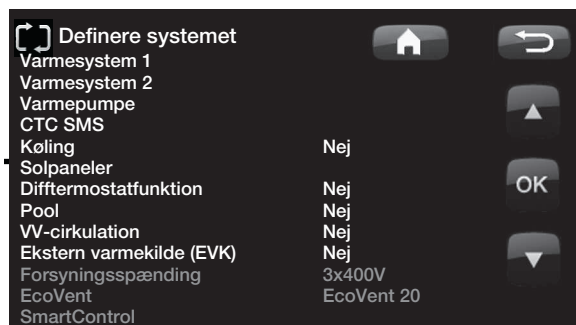 Definere systemet
Varmesystem 1
Varmesystem 2
Varmepumpe
CTC SMS
Køling Nej
Solpaneler
Difftermostatfunktion Nej
OK
Pool Nej
VV-cirkulation Nej
Ekstern varmekilde (EVK) Nej
Forsyningsspænding 3x400V
EcoVent EcoVent 20
SmartControl